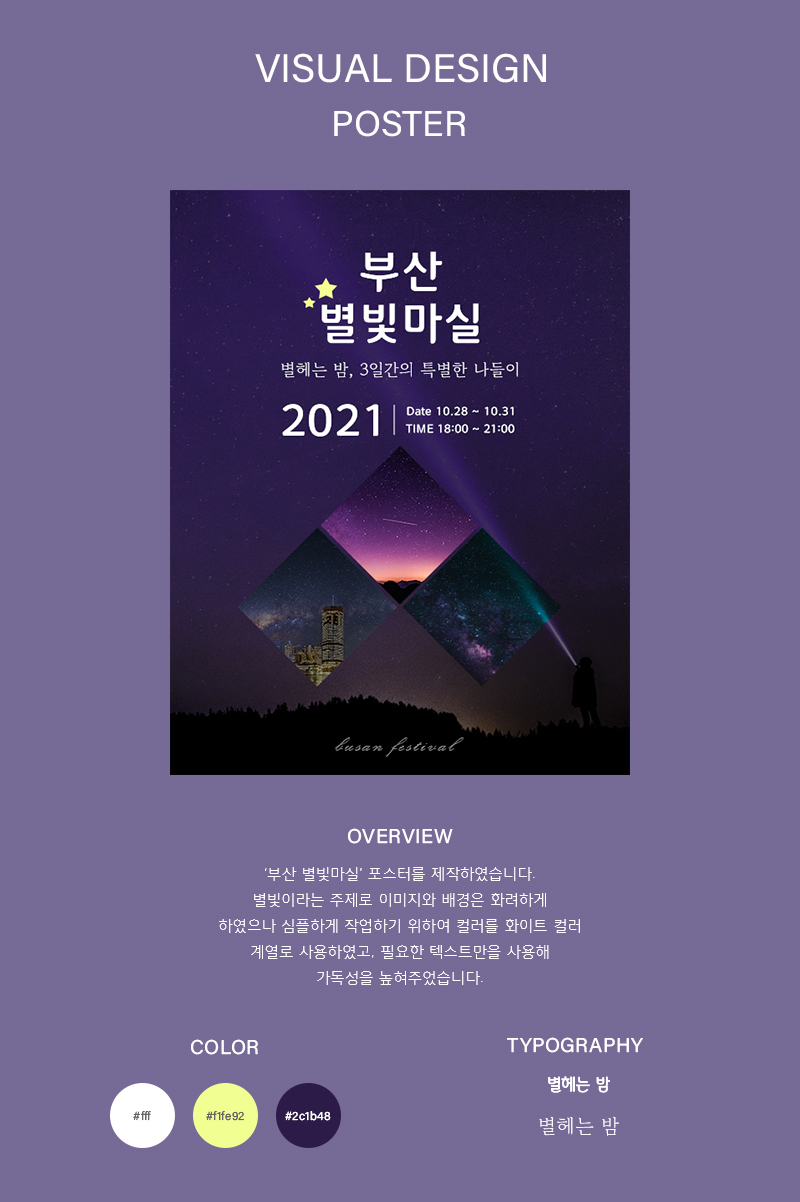 VISUAL DESIGN
POSTER
부산
별빛마실
별헤는 밤, 3일간의 특별한 나들이
2021
Date 10.28 ~ 10.31
TIME 18:00 ~ 21:00
busan festival
OVERVIEW
'부산 별빛마실' 포스터를 제작하였습니다.
별빛이라는 주제로 이미지와 배경은 화려하게
하였으나 심플하게 작업하기 위하여 컬러를 화이트 컬러
계열로 사용하였고, 필요한 텍스트만을 사용해
가독성을 높혀주었습니다.
COLOR
#fff
#f1fe92
#2c1b48
TYPOGRAPHY
별헤는 밤
별헤는 밤